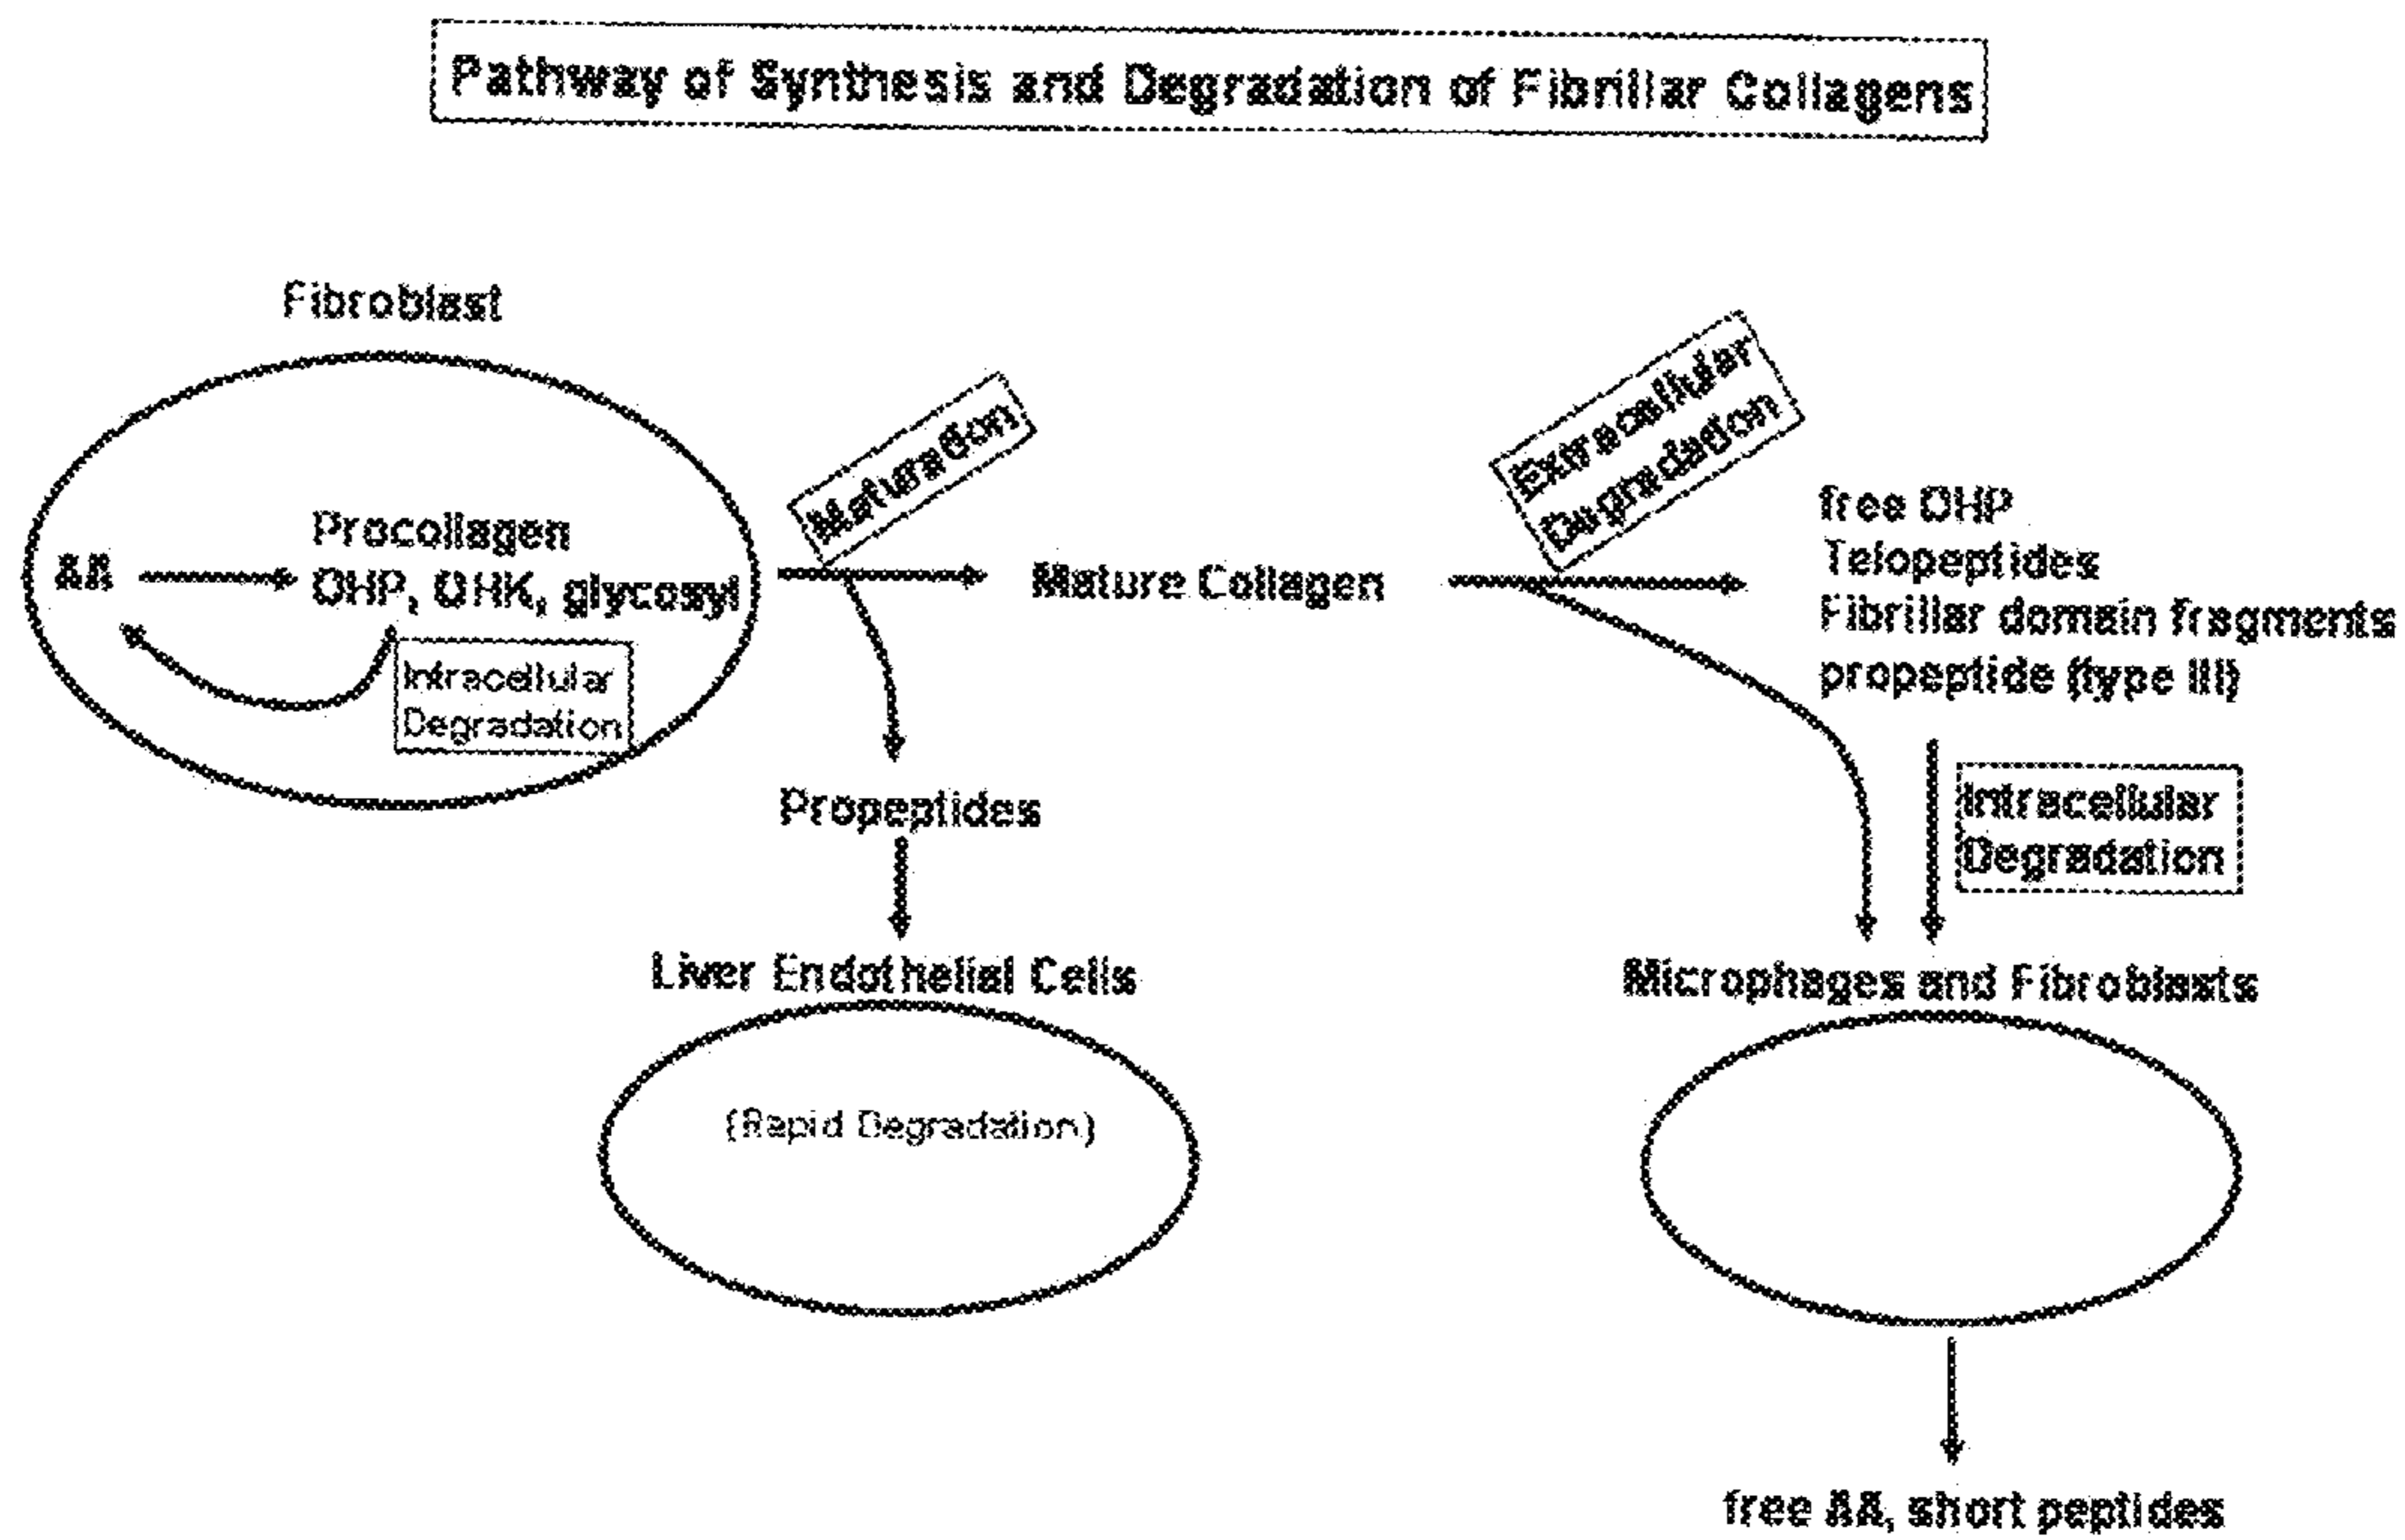 Pathway of Synthesis and Degradation of Fibrillar Collagens
Fibroblast
AA
Procollagen
OHP, OHK, glycosyl
Intracellular
Degradation
Maturation
Mature Collagen
Extracellular
Degradation
free OHP
Telopeptides
Fibrillar domain fragments
propeptide (type III)
Propeptides
Intracellular
Degradation
Liver Endothelial Cells
(Rapid Degradation)
Microphages and Fibroblasts
free AA, short peptides